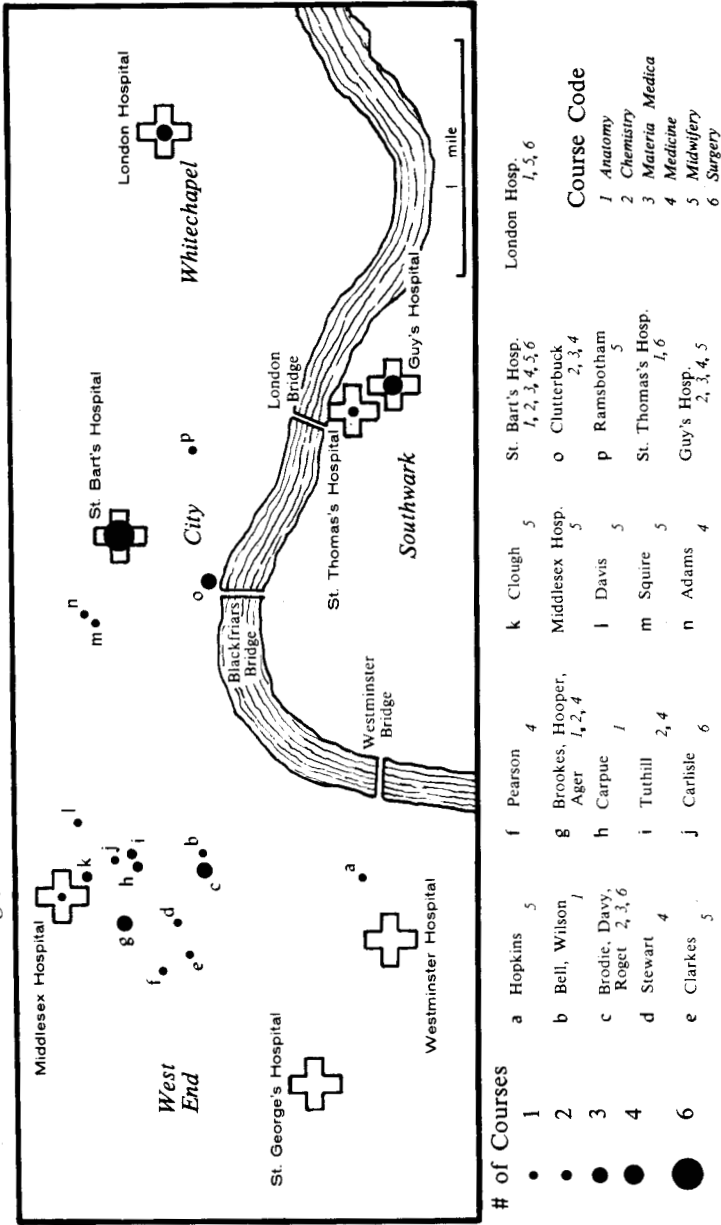 Middlesex Hospital
London Hospital
St. Bart's Hospital
West
End
City
Whitechapel
Southwark
St. George's Hospital
Westminster Hospital
St. Thomas's Hospital
Guy's Hospital
Westminster
Bridge
Blackfriars
Bridge
London
Bridge
a
b
c
d
e
f
g
h
i
j
k
l
m
n
o
p
1 mile
# of Courses
1
2
3
4
6
a Hopkins 5
b Bell, Wilson 1
c Brodie, Davy,
Roget 2, 3, 6
d Stewart 4
e Clarkes 5
f Pearson 4
g Brookes, Hooper,
Ager 1, 2, 4
h Carpue 1
i Tuthill 2, 4
j Carlisle 6
k Clough 5
Middlesex Hosp. 5
l Davis 5
m Squire 5
n Adams 4
St. Bart's Hosp.
1, 2, 3, 4, 5, 6
o Clutterbuck
2, 3, 4
p Ramsbotham
5
St. Thomas's Hosp.
1, 6
Guy's Hosp.
2, 3, 4, 5
London Hosp.
1, 5, 6
Course Code
1 Anatomy
2 Chemistry
3 Materia Medica
4 Medicine
5 Midwifery
6 Surgery